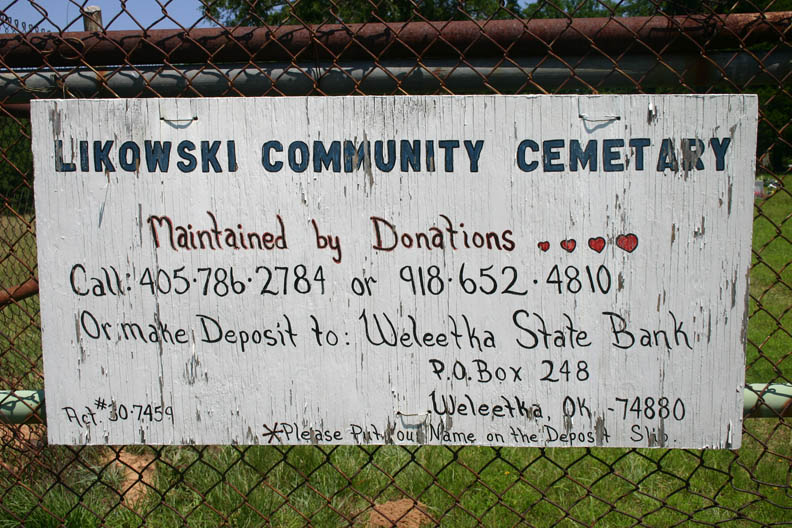 LIKOWSKI COMMUNITY CEMETARY
Maintained by Donations ....
Call: 405·786·2784 or 918·652·4810
Or make Deposit to: Weleetka State Bank
P.O. Box 248
Act.# 30-7459 Weleetka, OK - 74880
*Please Put Your Name on the Deposit Slip.